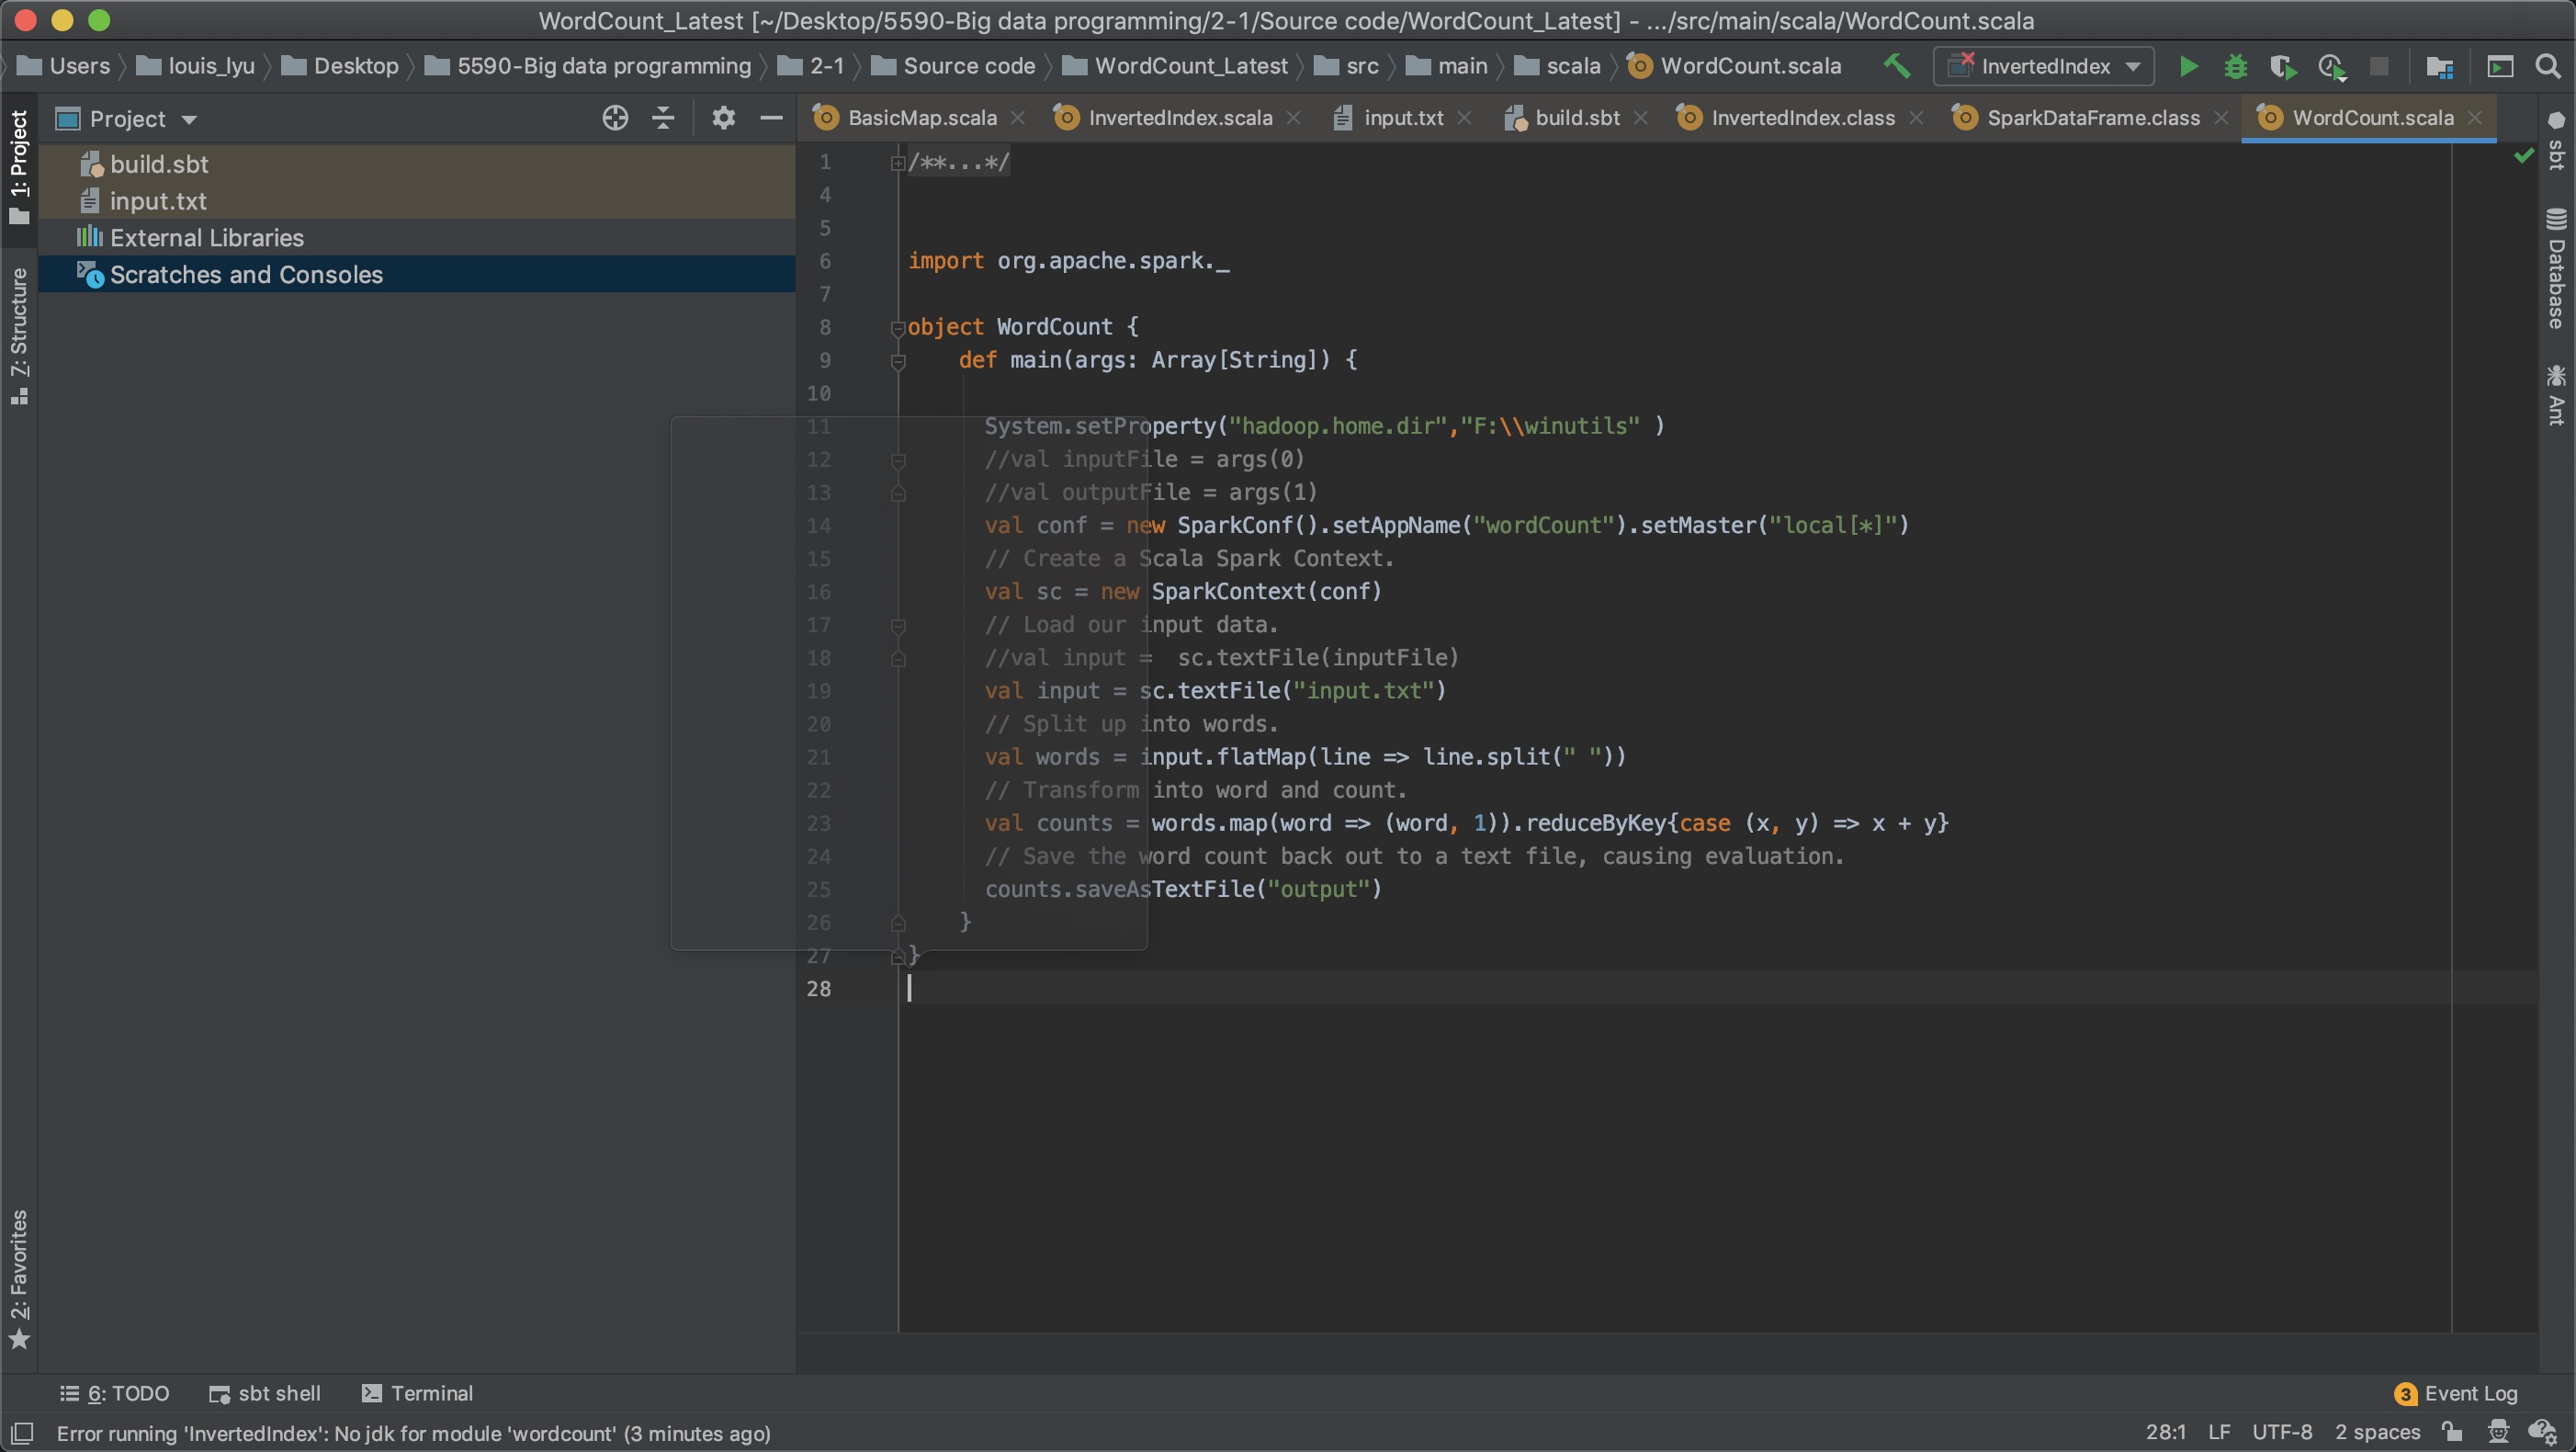 WordCount_Latest [~/Desktop/5590-Big data programming/2-1/Source code/WordCount_Latest] - .../src/main/scala/WordCount.scala
Users louis_lyu Desktop 5590-Big data programming 2-1 Source code WordCount_Latest src main scala WordCount.scala InvertedIndex
Project BasicMap.scala InvertedIndex.scala input.txt build.sbt InvertedIndex.class SparkDataFrame.class WordCount.scala
1: Project
Z: Structure
2: Favorites
build.sbt
input.txt
External Libraries
Scratches and Consoles
1 /**...*/
4
5
6 import org.apache.spark._
7
8 object WordCount {
9 def main(args: Array[String]) {
10
11 System.setProperty("hadoop.home.dir","F:\\winutils" )
12 //val inputFile = args(0)
13 //val outputFile = args(1)
14 val conf = new SparkConf().setAppName("wordCount").setMaster("local[*]")
15 // Create a Scala Spark Context.
16 val sc = new SparkContext(conf)
17 // Load our input data.
18 //val input =  sc.textFile(inputFile)
19 val input = sc.textFile("input.txt")
20 // Split up into words.
21 val words = input.flatMap(line => line.split(" "))
22 // Transform into word and count.
23 val counts = words.map(word => (word, 1)).reduceByKey{case (x, y) => x + y}
24 // Save the word count back out to a text file, causing evaluation.
25 counts.saveAsTextFile("output")
26 }
27 }
28
sbt
Database
Ant
6: TODO sbt shell Terminal 3 Event Log
Error running 'InvertedIndex': No jdk for module 'wordcount' (3 minutes ago) 28:1 LF UTF-8 2 spaces